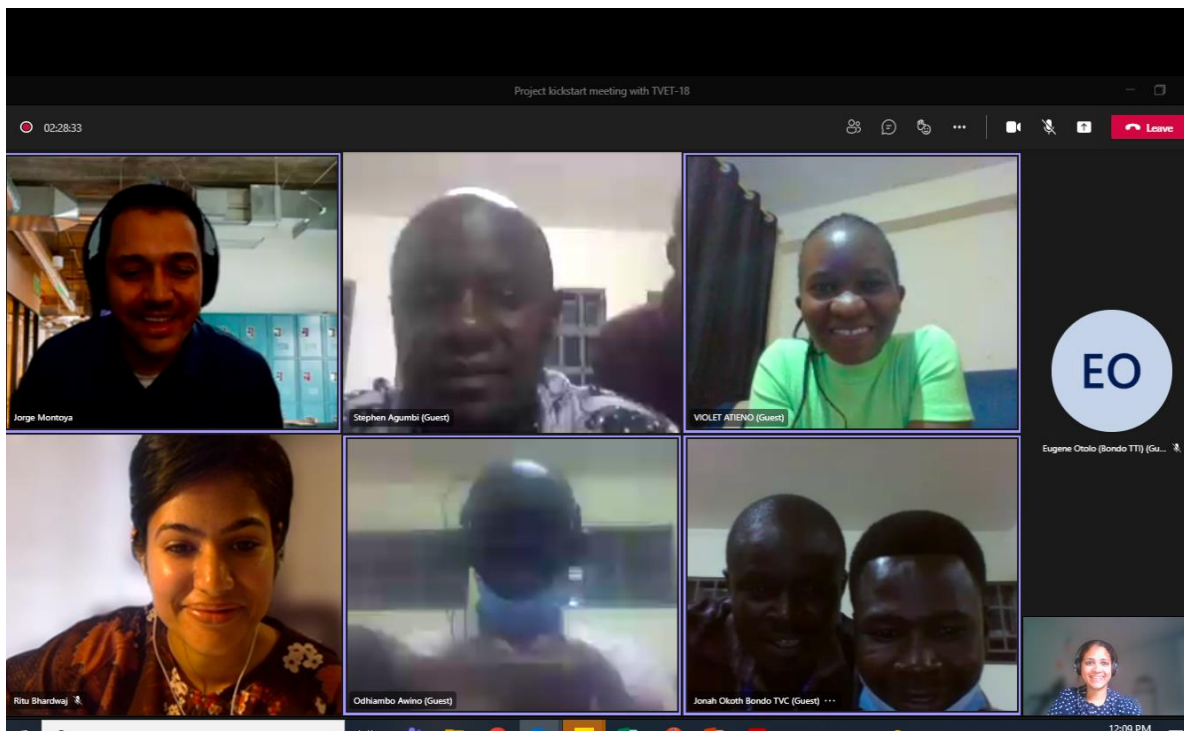 Project kickstart meeting with TVET-18
02:28:33
Leave
Jorge Montoya
Stephen Agumbi (Guest)
VIOLET ATIENO (Guest)
EO
Eugene Otolo (Bondo TTI) (Gu...
Ritu Bhardwaj
Odhiambo Awino (Guest)
Jonah Okoth Bondo TVC (Guest) ...
12:09 PM